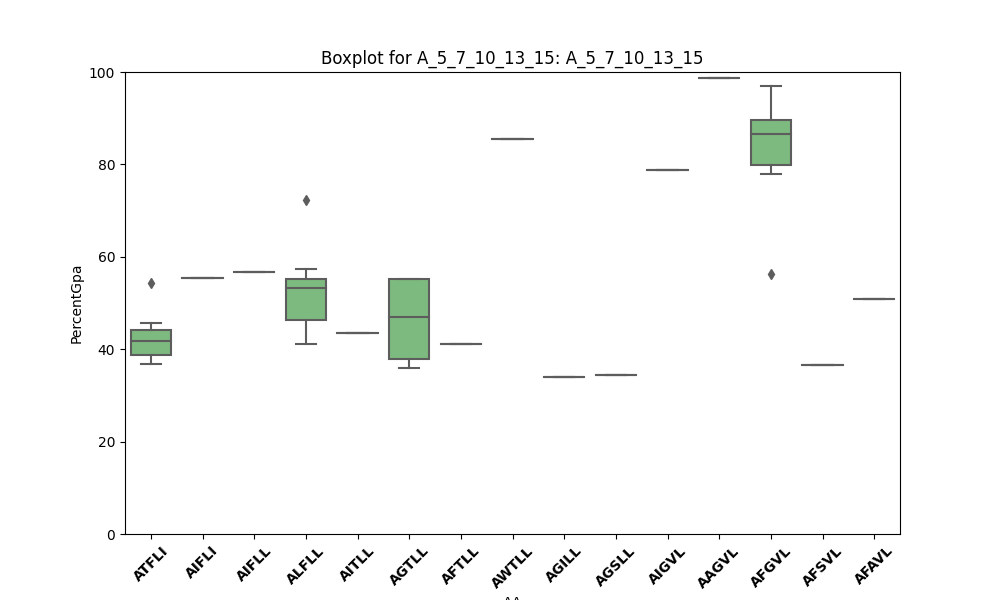 Boxplot for A_5_7_10_13_15: A_5_7_10_13_15
100
80
60
40
20
0
PercentGpa
ATFLI
AIFLI
AIFLL
ALFLL
AITLL
AGTLL
AFTLL
AWTLL
AGILL
AGSLL
AIGVL
AAGVL
AFGVL
AFSVL
AFAVL